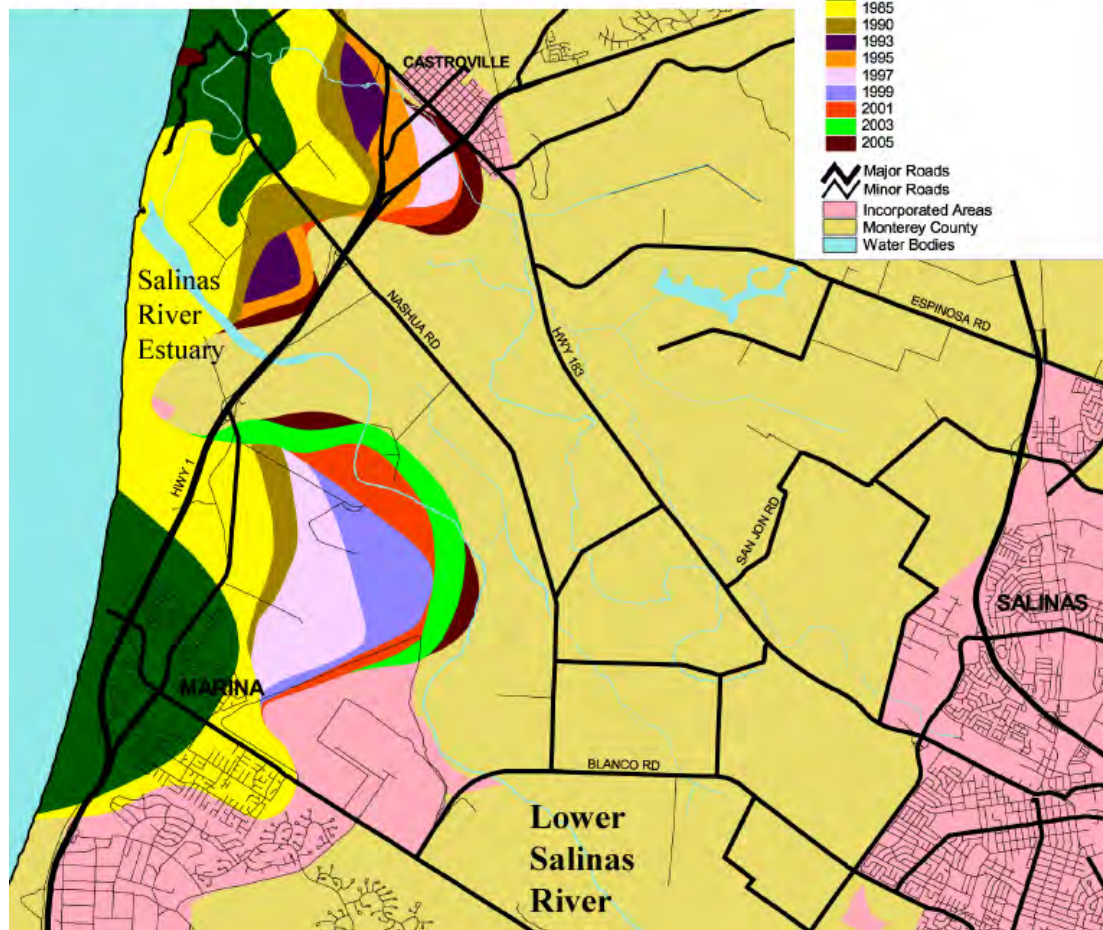 1985
1990
1993
1995
1997
1999
2001
2003
2005
Major Roads
Minor Roads
Incorporated Areas
Monterey County
Water Bodies
CASTROVILLE
Salinas
River
Estuary
NASHUA RD
HWY 183
ESPINOSA RD
HWY 1
SAN JON RD
SALINAS
MARINA
BLANCO RD
Lower
Salinas
River